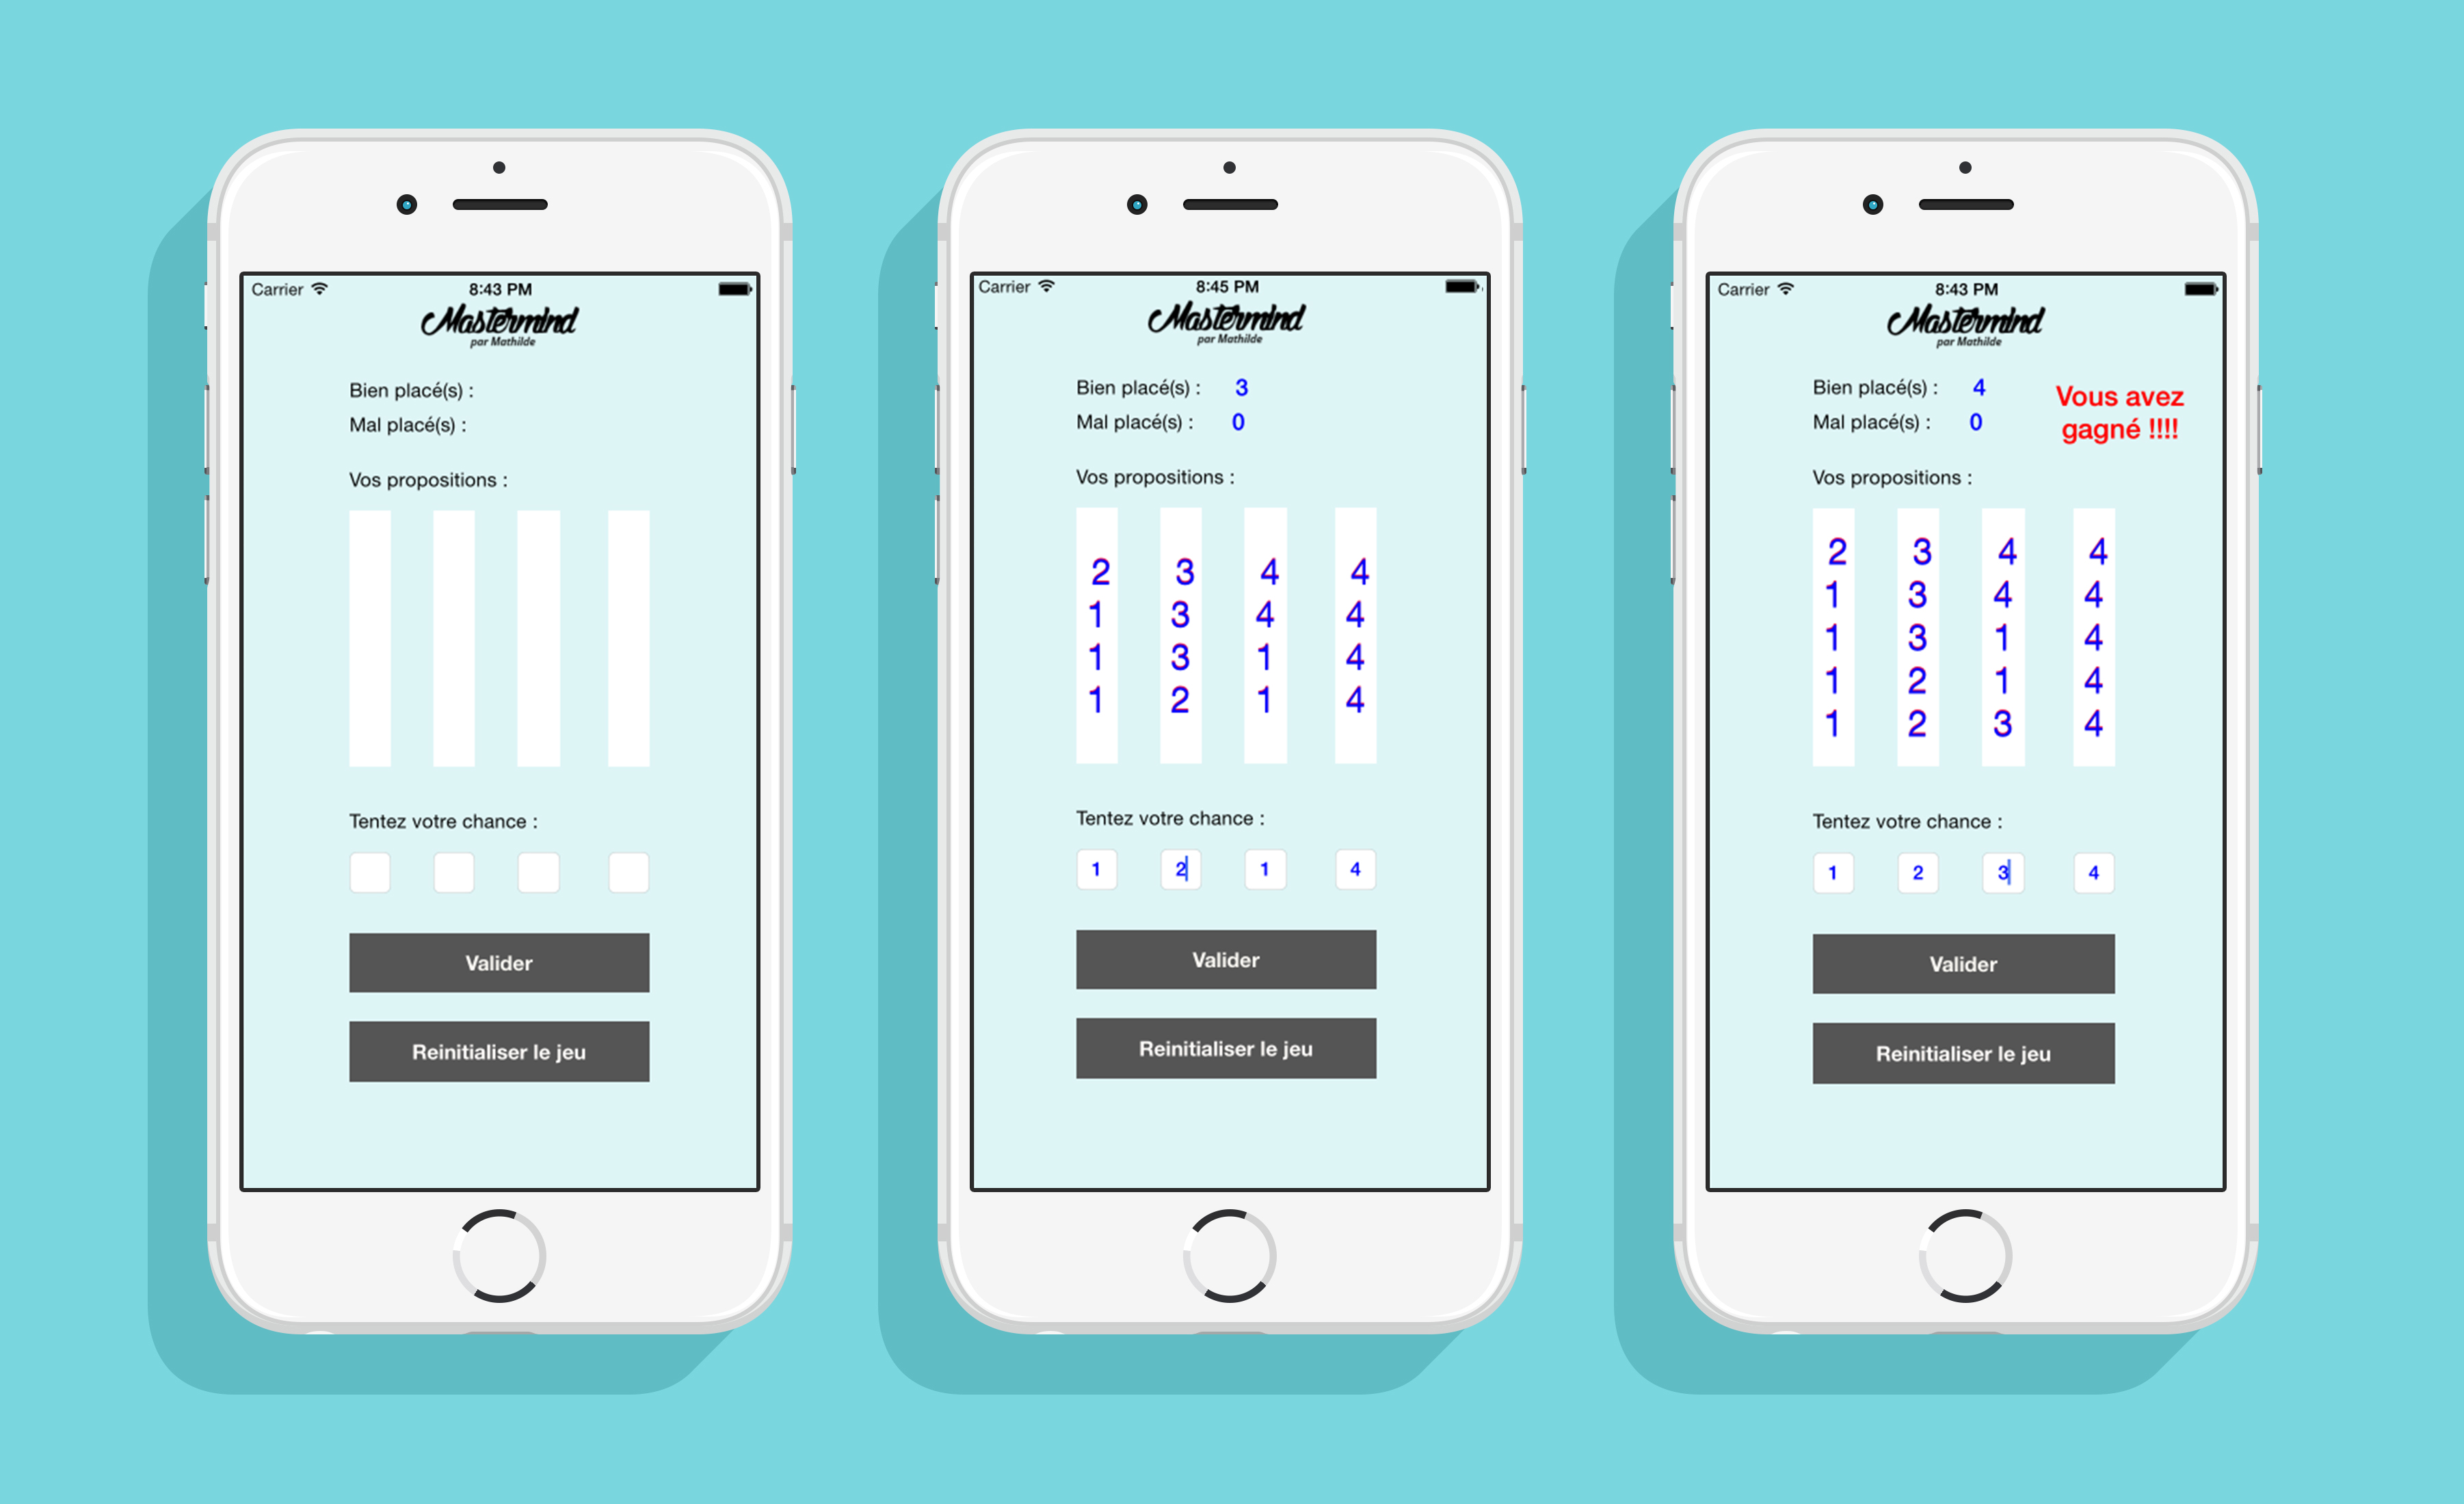 Carrier 8:43 PM
Mastermind
par Mathilde
Bien placé(s) :
Mal placé(s) :
Vos propositions :
Tentez votre chance :
Valider
Reinitialiser le jeu
Carrier 8:45 PM
Mastermind
par Mathilde
Bien placé(s) : 3
Mal placé(s) : 0
Vos propositions :
2 3 4 4
1 3 4 4
1 3 1 4
1 2 1 4
Tentez votre chance :
1 2 1 4
Valider
Reinitialiser le jeu
Carrier 8:43 PM
Mastermind
par Mathilde
Bien placé(s) : 4
Mal placé(s) : 0
Vous avez
gagné !!!!
Vos propositions :
2 3 4 4
1 3 4 4
1 3 1 4
1 2 1 4
1 2 3 4
Tentez votre chance :
1 2 3 4
Valider
Reinitialiser le jeu